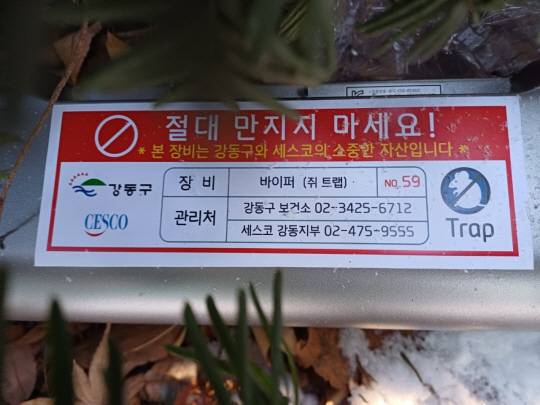 절대 만지지 마세요!
* 본 장비는 강동구와 세스코의 소중한 자산입니다 *
강동구
CESCO
장 비
바이퍼 (쥐 트랩)
NO. 59
관리처
강동구 보건소 02-3425-6712
세스코 강동지부 02-475-9555
Trap